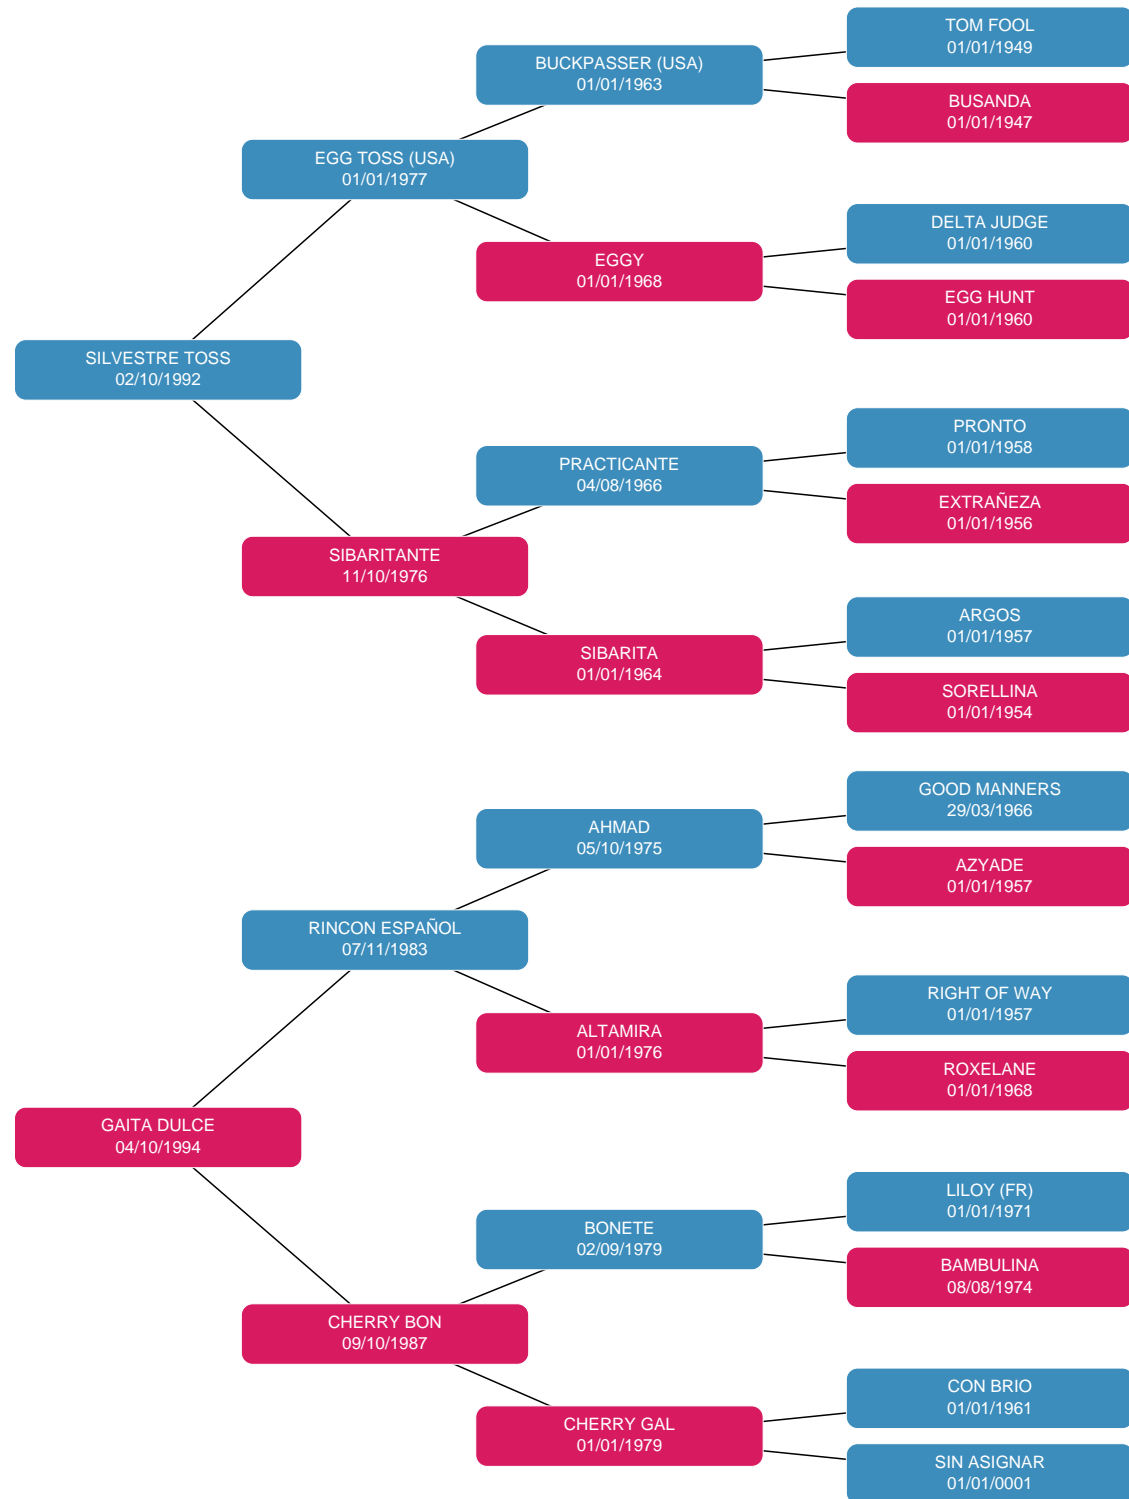 TOM FOOL
01/01/1949
BUCKPASSER (USA)
01/01/1963
BUSANDA
01/01/1947
EGG TOSS (USA)
01/01/1977
DELTA JUDGE
01/01/1960
EGGY
01/01/1968
EGG HUNT
01/01/1960
SILVESTRE TOSS
02/10/1992
PRONTO
01/01/1958
PRACTICANTE
04/08/1966
EXTRAÑEZA
01/01/1956
SIBARITANTE
11/10/1976
ARGOS
01/01/1957
SIBARITA
01/01/1964
SORELLINA
01/01/1954
GOOD MANNERS
29/03/1966
AHMAD
05/10/1975
AZYADE
01/01/1957
RINCON ESPAÑOL
07/11/1983
RIGHT OF WAY
01/01/1957
ALTAMIRA
01/01/1976
ROXELANE
01/01/1968
GAITA DULCE
04/10/1994
LILOY (FR)
01/01/1971
BONETE
02/09/1979
BAMBULINA
08/08/1974
CHERRY BON
09/10/1987
CON BRIO
01/01/1961
CHERRY GAL
01/01/1979
SIN ASIGNAR
01/01/0001